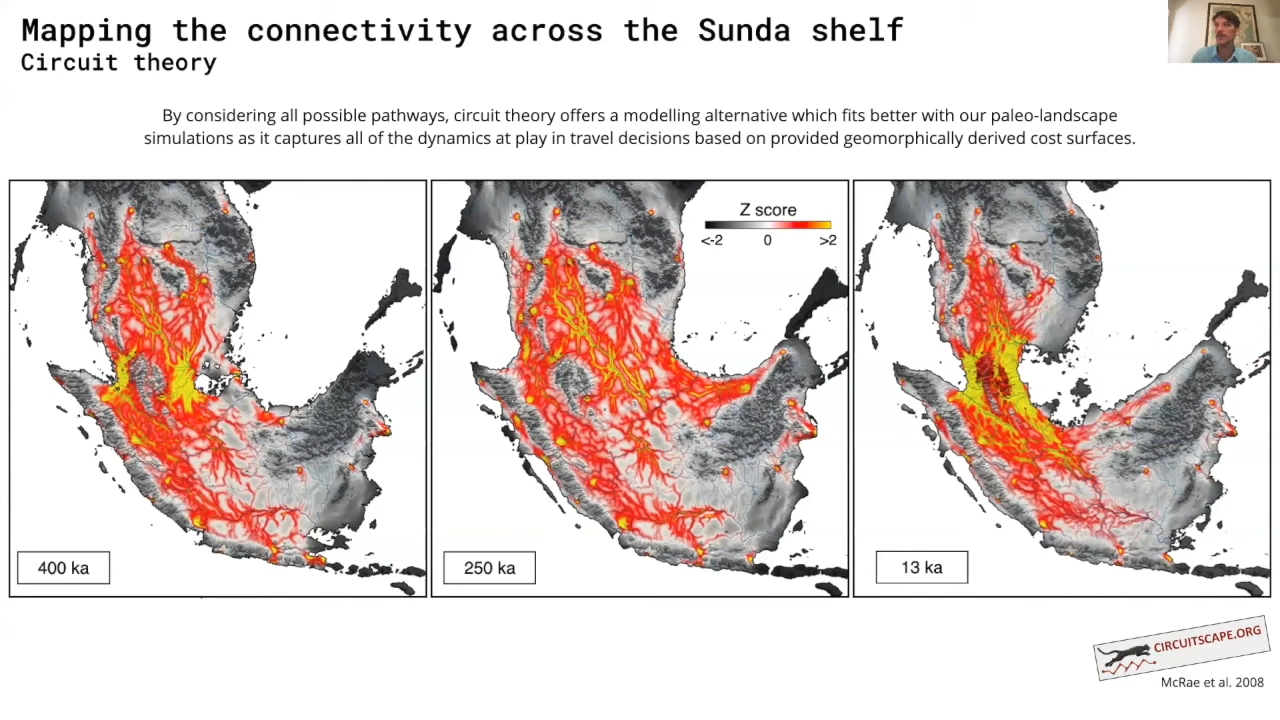 Mapping the connectivity across the Sunda shelf
Circuit theory
By considering all possible pathways, circuit theory offers a modelling alternative which fits better with our paleo-landscape
simulations as it captures all of the dynamics at play in travel decisions based on provided geomorphically derived cost surfaces.
Z score
<-2 0 >2
400 ka
250 ka
13 ka
CIRCUITSCAPE.ORG
McRae et al. 2008